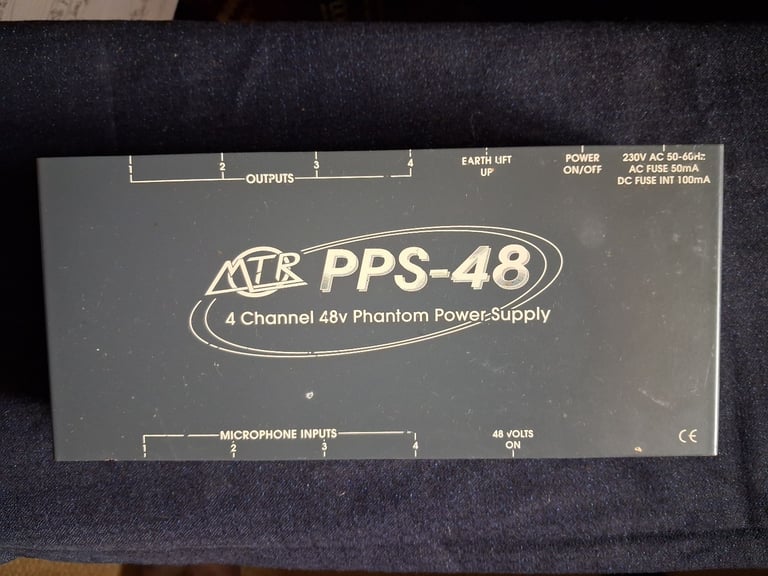 1 2 3 4
OUTPUTS
EARTH LIFT
UP
POWER
ON/OFF
230V AC 50-60Hz
AC FUSE 50mA
DC FUSE INT 100mA
MTR PPS-48
4 Channel 48v Phantom Power Supply
MICROPHONE INPUTS
1 2 3 4
48 VOLTS
ON
CE